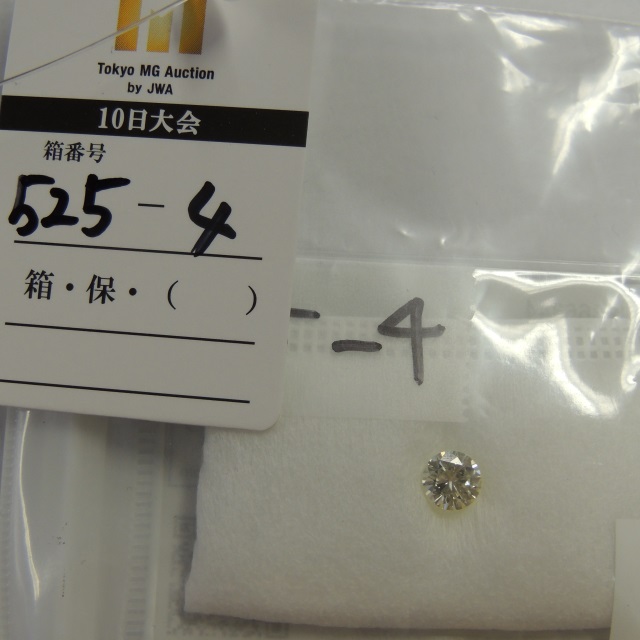 Tokyo MG Auction
by JWA
10日大会
箱番号
525-4
箱・保・(　　)
-4